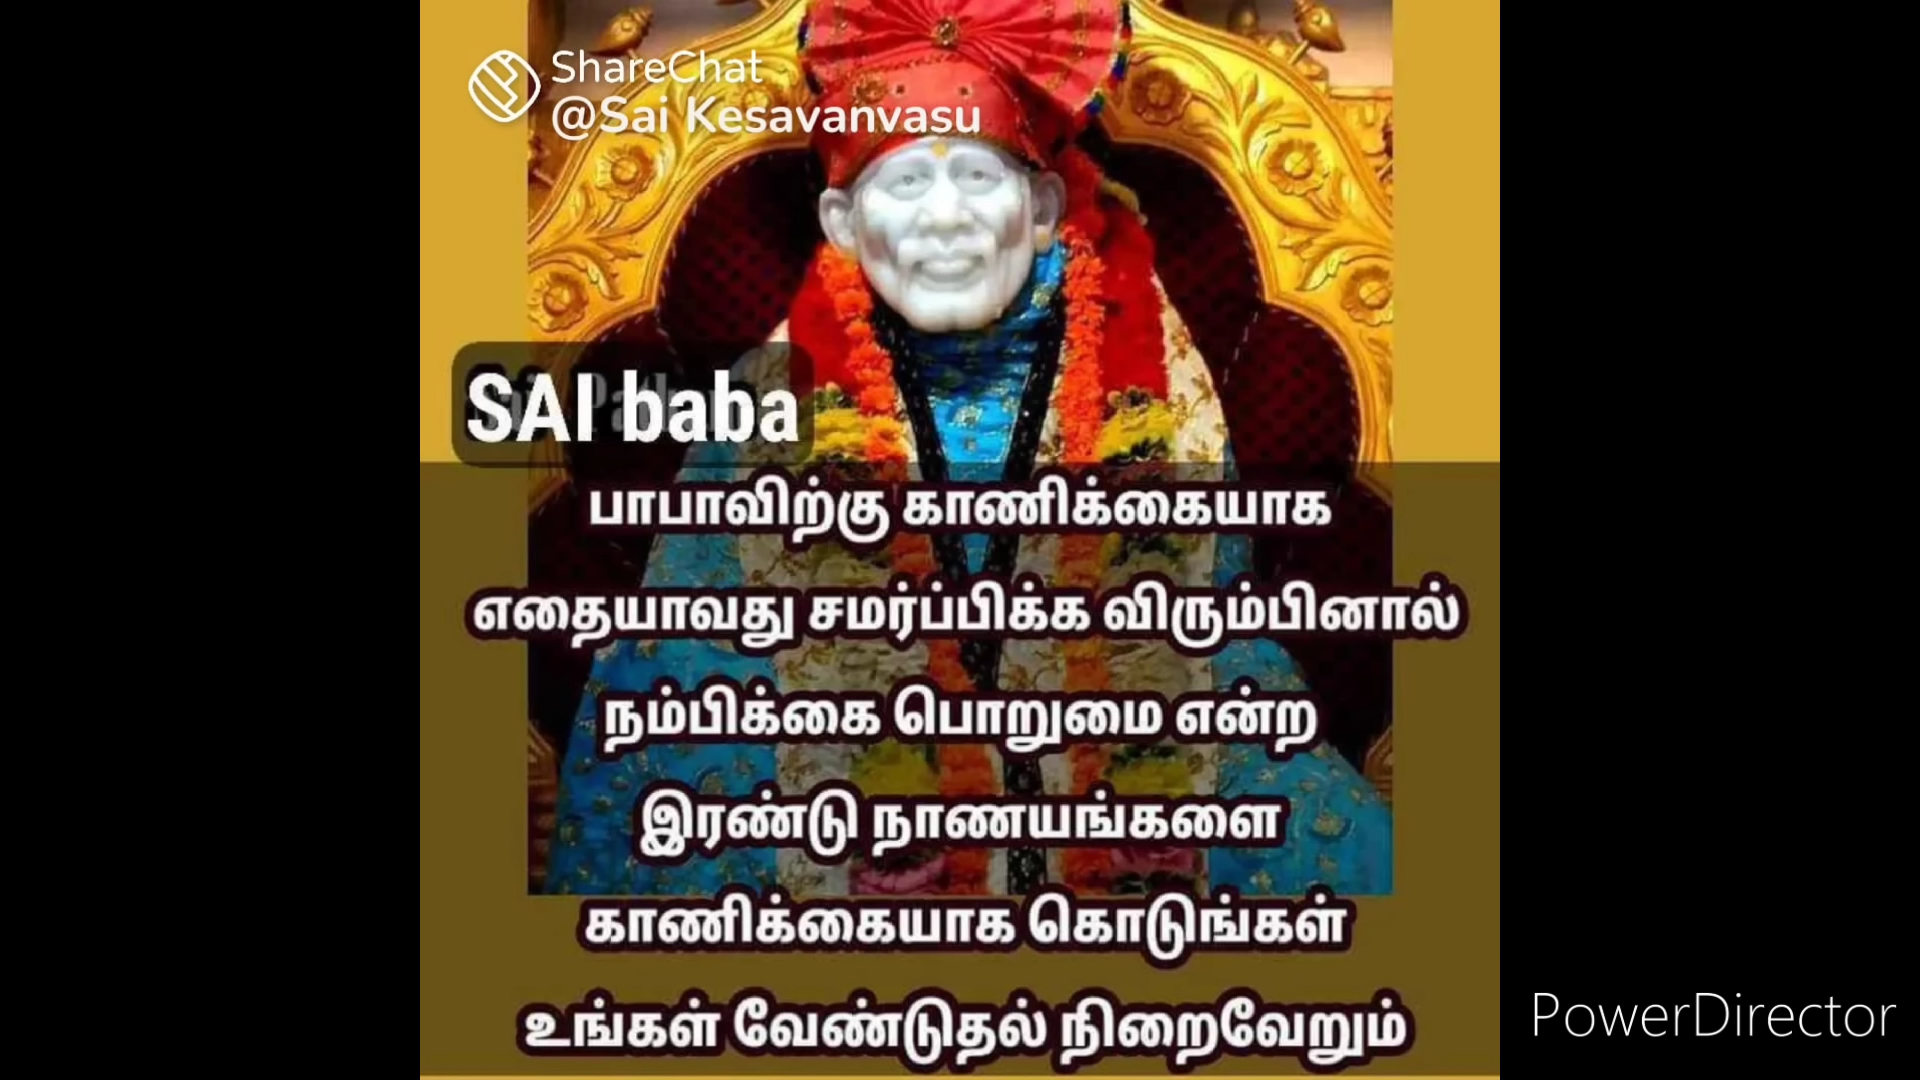 ShareChat
@Sai Kesavanvasu
SAI baba
பாபாவிற்கு காணிக்கையாக
எதையாவது சமர்ப்பிக்க விரும்பினால்
நம்பிக்கை பொறுமை என்ற
இரண்டு நாணயங்களை
காணிக்கையாக கொடுங்கள்
உங்கள் வேண்டுதல் நிறைவேறும்
PowerDirector